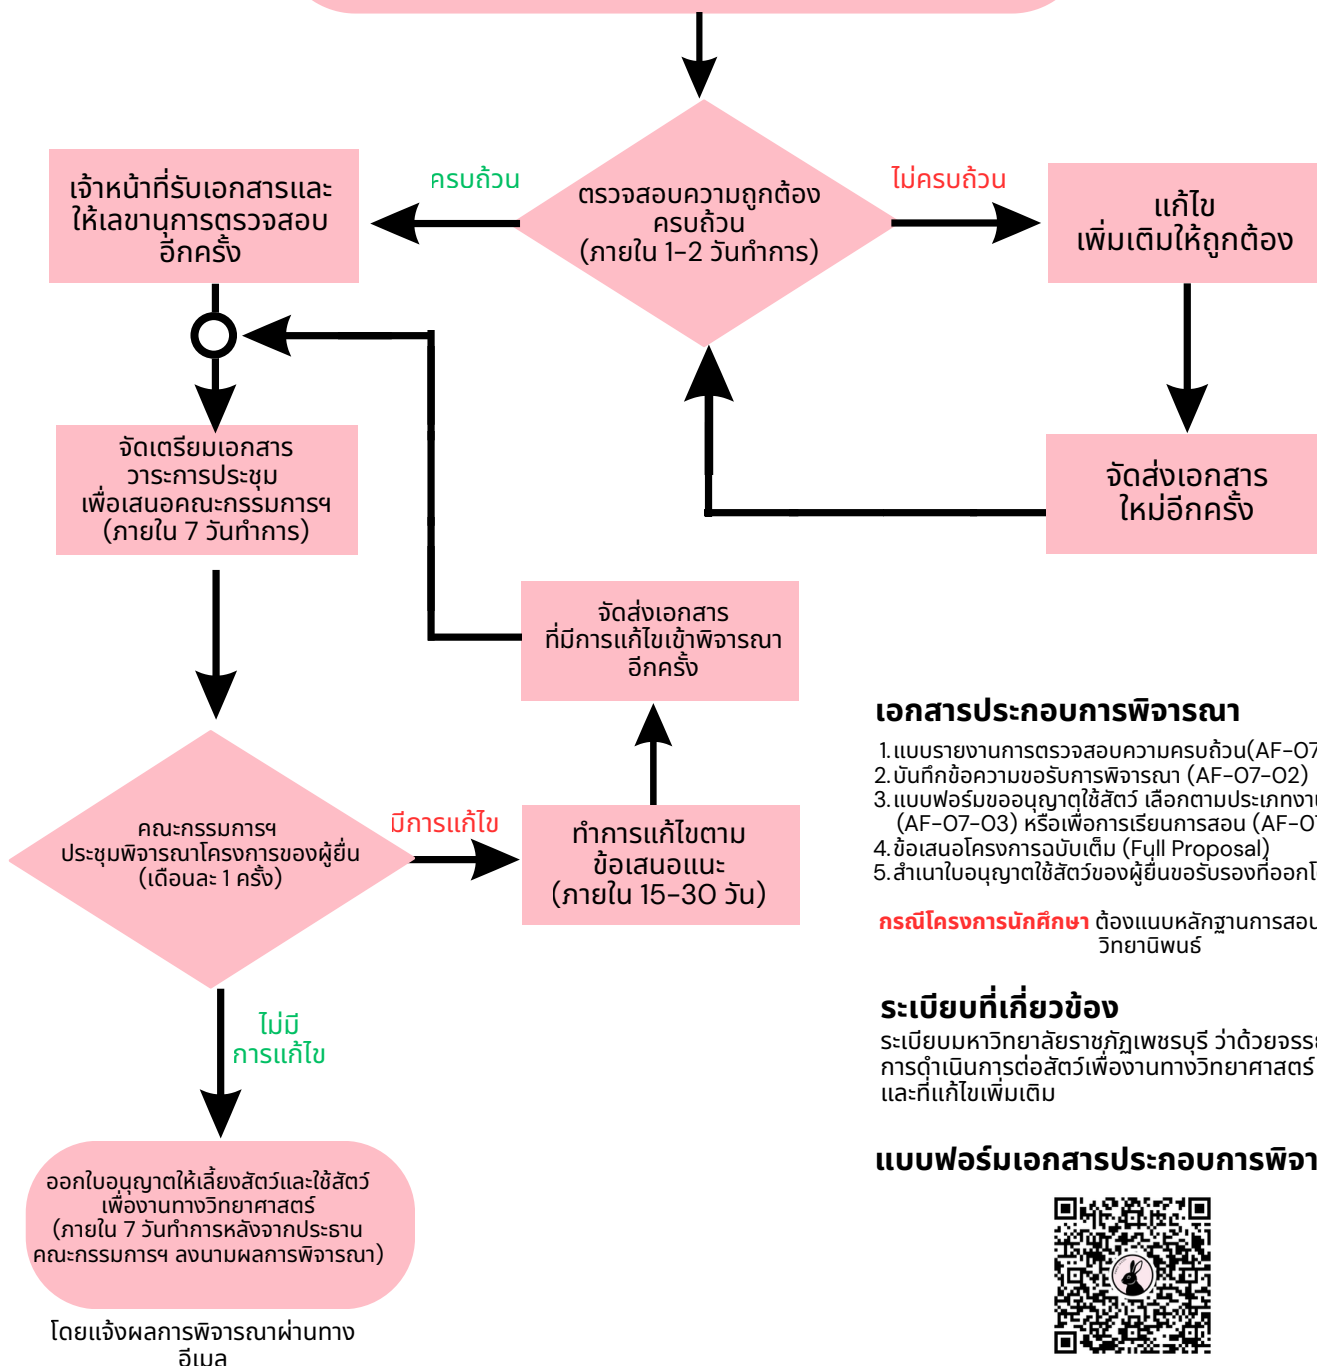 ตรวจสอบความถูกต้อง
ครบถ้วน
(ภายใน 1-2 วันทำการ)
ครบถ้วน
ไม่ครบถ้วน
เจ้าหน้าที่รับเอกสารและ
ให้เลขานุการตรวจสอบ
อีกครั้ง
แก้ไข
เพิ่มเติมให้ถูกต้อง
จัดส่งเอกสาร
ใหม่อีกครั้ง
จัดเตรียมเอกสาร
วาระการประชุม
เพื่อเสนอคณะกรรมการฯ
(ภายใน 7 วันทำการ)
จัดส่งเอกสาร
ที่มีการแก้ไขเข้าพิจารณา
อีกครั้ง
คณะกรรมการฯ
ประชุมพิจารณาโครงการของผู้ยื่น
(เดือนละ 1 ครั้ง)
มีการแก้ไข
ทำการแก้ไขตาม
ข้อเสนอแนะ
(ภายใน 15-30 วัน)
ไม่มี
การแก้ไข
ออกใบอนุญาตให้เลี้ยงสัตว์และใช้สัตว์
เพื่องานทางวิทยาศาสตร์
(ภายใน 7 วันทำการหลังจากประธาน
คณะกรรมการฯ ลงนามผลการพิจารณา)
โดยแจ้งผลการพิจารณาผ่านทาง
อีเมล
เอกสารประกอบการพิจารณา
1. แบบรายงานการตรวจสอบความครบถ้วน(AF-07
2. บันทึกข้อความขอรับการพิจารณา (AF-07-02)
3. แบบฟอร์มขออนุญาตใช้สัตว์ เลือกตามประเภทงาน
(AF-07-03) หรือเพื่อการเรียนการสอน (AF-07
4. ข้อเสนอโครงการฉบับเต็ม (Full Proposal)
5. สำเนาใบอนุญาตใช้สัตว์ของผู้ยื่นขอรับรองที่ออกโ
กรณีโครงการนักศึกษา ต้องแนบหลักฐานการสอบ
วิทยานิพนธ์
ระเบียบที่เกี่ยวข้อง
ระเบียบมหาวิทยาลัยราชภัฏเพชรบุรี ว่าด้วยจรรย
การดำเนินการต่อสัตว์เพื่องานทางวิทยาศาสตร์
และที่แก้ไขเพิ่มเติม
แบบฟอร์มเอกสารประกอบการพิจา